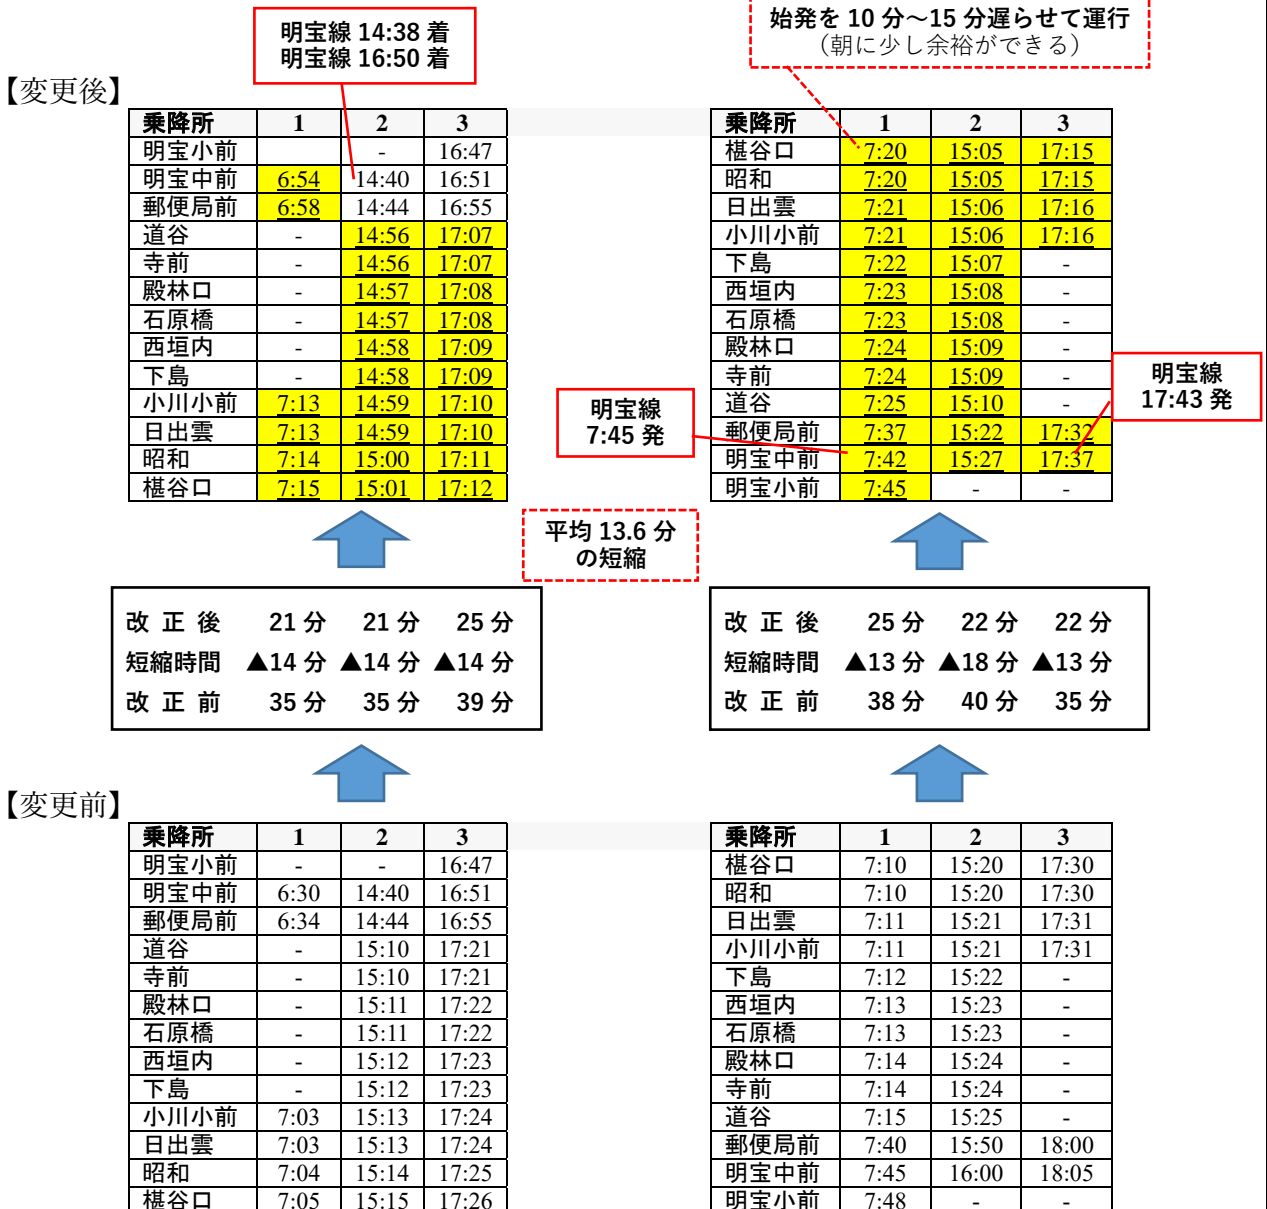 明宝線 14:38 着
明宝線 16:50 着
始発を 10 分～15 分遅らせて運行
（朝に少し余裕ができる）
【変更後】
乗降所 1 2 3
明宝小前 - 16:47
明宝中前 6:54 14:40 16:51
郵便局前 6:58 14:44 16:55
道谷 - 14:56 17:07
寺前 - 14:56 17:07
殿林口 - 14:57 17:08
石原橋 - 14:57 17:08
西垣内 - 14:58 17:09
下島 - 14:58 17:09
小川小前 7:13 14:59 17:10
日出雲 7:13 14:59 17:10
昭和 7:14 15:00 17:11
椹谷口 7:15 15:01 17:12
乗降所 1 2 3
椹谷口 7:20 15:05 17:15
昭和 7:20 15:05 17:15
日出雲 7:21 15:06 17:16
小川小前 7:21 15:06 17:16
下島 7:22 15:07 -
西垣内 7:23 15:08 -
石原橋 7:23 15:08 -
殿林口 7:24 15:09 -
寺前 7:24 15:09 -
道谷 7:25 15:10 -
郵便局前 7:37 15:22 17:32
明宝中前 7:42 15:27 17:37
明宝小前 7:45 - -
明宝線
7:45 発
明宝線
17:43 発
平均 13.6 分
の短縮
改 正 後 21 分 21 分 25 分
短縮時間 ▲14 分 ▲14 分 ▲14 分
改 正 前 35 分 35 分 39 分
改 正 後 25 分 22 分 22 分
短縮時間 ▲13 分 ▲18 分 ▲13 分
改 正 前 38 分 40 分 35 分
【変更前】
乗降所 1 2 3
明宝小前 - - 16:47
明宝中前 6:30 14:40 16:51
郵便局前 6:34 14:44 16:55
道谷 - 15:10 17:21
寺前 - 15:10 17:21
殿林口 - 15:11 17:22
石原橋 - 15:11 17:22
西垣内 - 15:12 17:23
下島 - 15:12 17:23
小川小前 7:03 15:13 17:24
日出雲 7:03 15:13 17:24
昭和 7:04 15:14 17:25
椹谷口 7:05 15:15 17:26
乗降所 1 2 3
椹谷口 7:10 15:20 17:30
昭和 7:10 15:20 17:30
日出雲 7:11 15:21 17:31
小川小前 7:11 15:21 17:31
下島 7:12 15:22 -
西垣内 7:13 15:23 -
石原橋 7:13 15:23 -
殿林口 7:14 15:24 -
寺前 7:14 15:24 -
道谷 7:15 15:25 -
郵便局前 7:40 15:50 18:00
明宝中前 7:45 16:00 18:05
明宝小前 7:48 - -